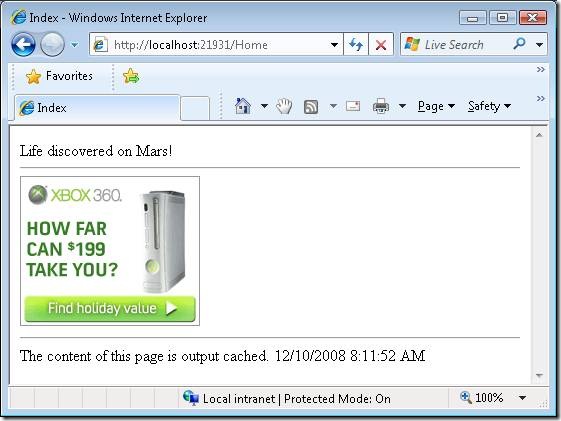 Index - Windows Internet Explorer
http://localhost:21931/Home
Live Search
Favorites
Index
Page
Safety
Life discovered on Mars!
XBOX 360.
HOW FAR
CAN $199
TAKE YOU?
Find holiday value
The content of this page is output cached. 12/10/2008 8:11:52 AM
Local intranet | Protected Mode: On
100%